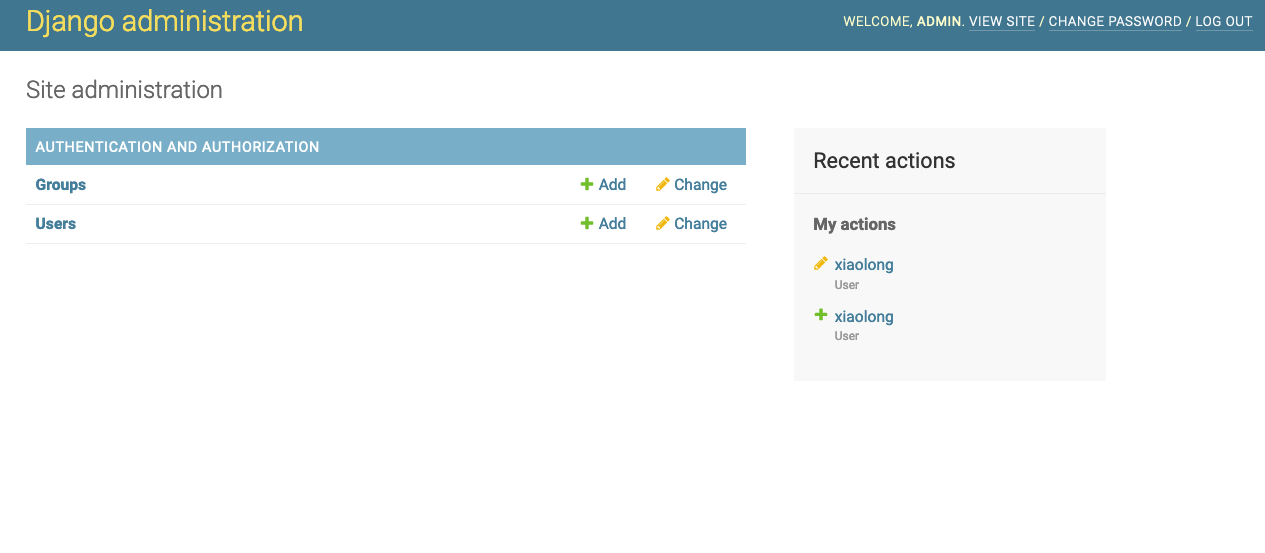 Django administration
WELCOME, ADMIN. VIEW SITE / CHANGE PASSWORD / LOG OUT
Site administration
AUTHENTICATION AND AUTHORIZATION
Groups Add Change
Users Add Change
Recent actions
My actions
xiaolong
User
xiaolong
User